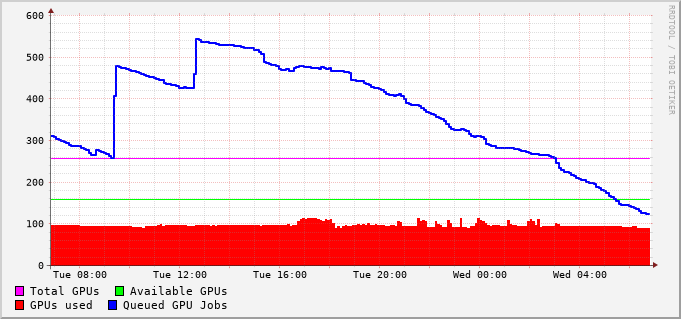 600
500
400
300
200
100
0
Tue 08:00 Tue 12:00 Tue 16:00 Tue 20:00 Wed 00:00 Wed 04:00
Total GPUs Available GPUs
GPUs used Queued GPU Jobs
RRDTOOL / TOBI OETIKER